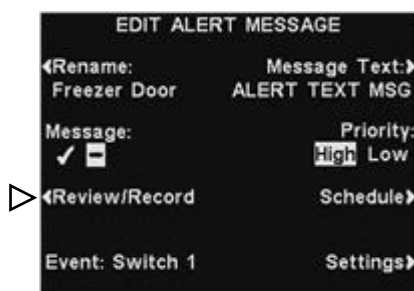 EDIT ALERT MESSAGE
Rename: Message Text:
Freezer Door ALERT TEXT MSG
Message: Priority:
High Low
Review/Record Schedule
Event: Switch 1 Settings